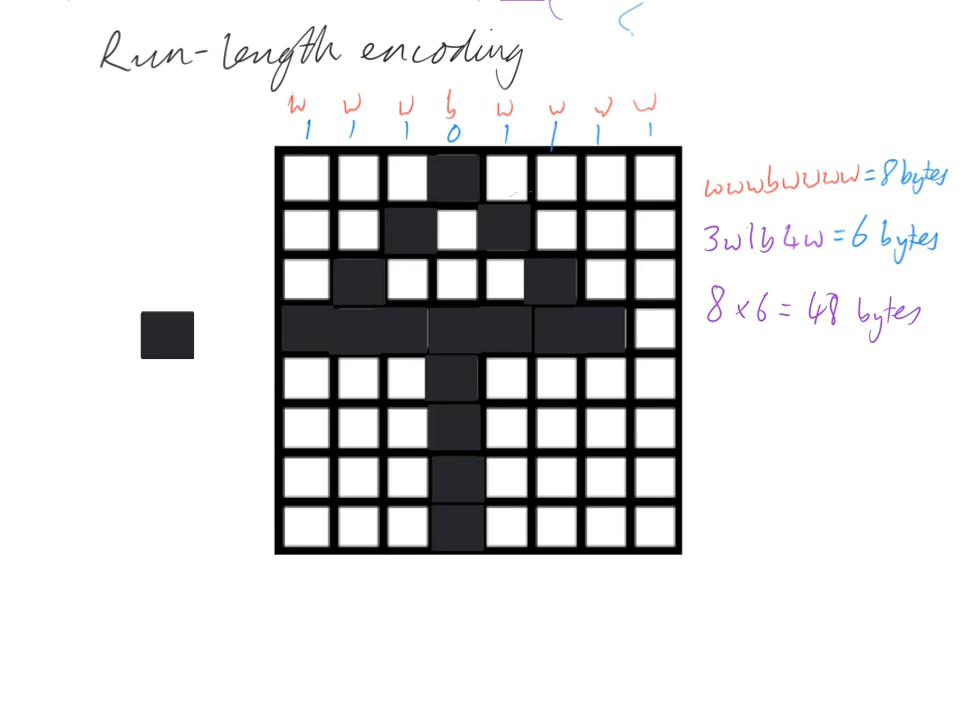 Run-length encoding
w w w b w w w w
1 1 1 0 1 1 1 1
wwwbwwww = 8 bytes
3w1b4w = 6 bytes
8 × 6 = 48 bytes